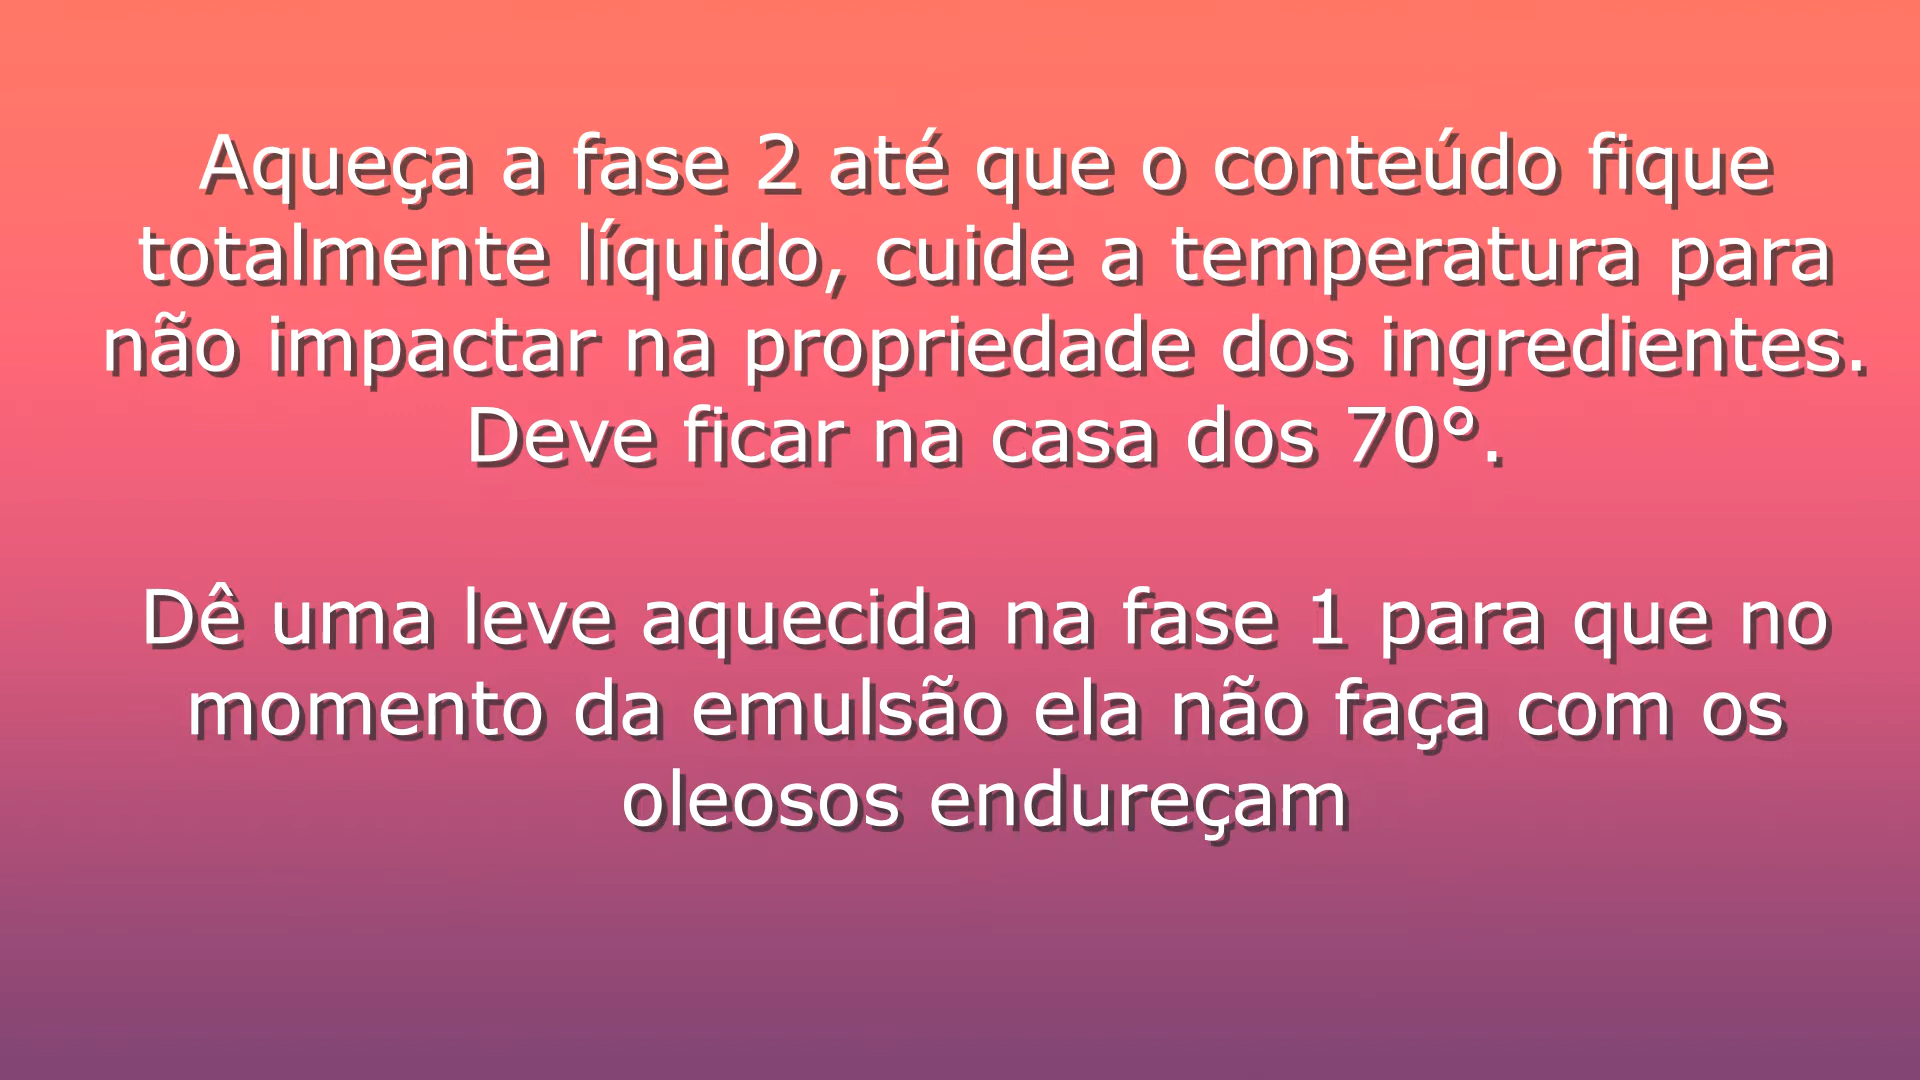 Aqueça a fase 2 até que o conteúdo fique
totalmente líquido, cuide a temperatura para
não impactar na propriedade dos ingredientes.
Deve ficar na casa dos 70°.
Dê uma leve aquecida na fase 1 para que no
momento da emulsão ela não faça com os
oleosos endureçam